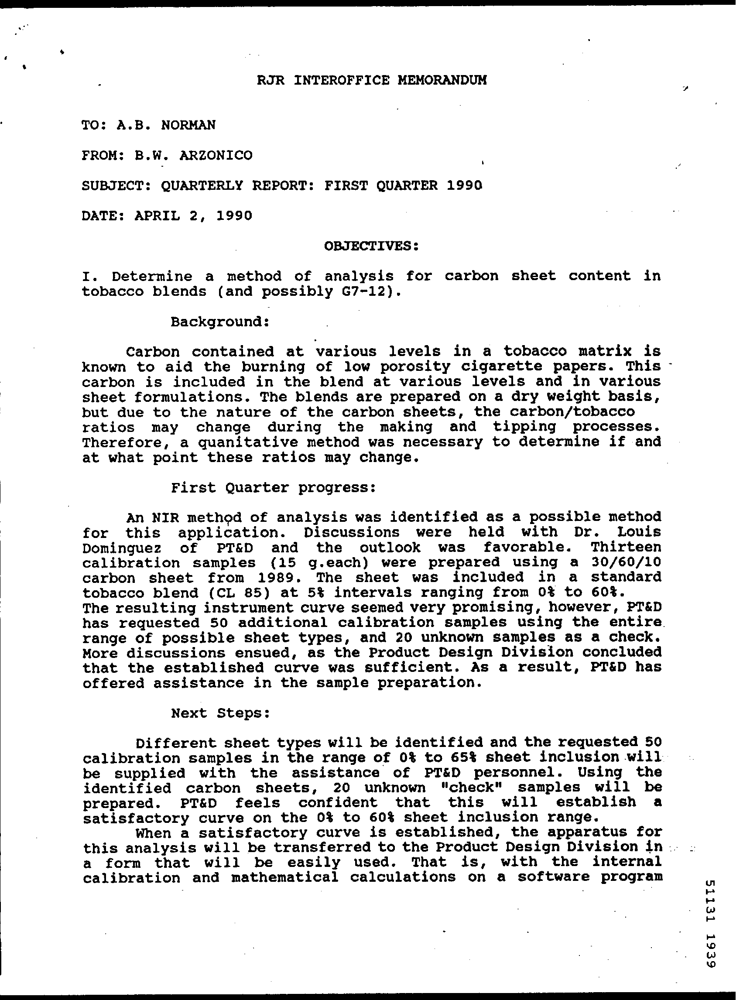 RJR INTEROFFICE MEMORANDUM
TO: A.B. NORMAN
FROM: B.W. ARZONICO
SUBJECT: QUARTERLY REPORT: FIRST QUARTER 1990
DATE: APRIL 2, 1990
OBJECTIVES:
I. Determine a method of analysis for carbon sheet content in
tobacco blends (and possibly G7-12).
Background:
Carbon contained at various levels in a tobacco matrix is
known to aid the burning of low porosity cigarette papers. This
carbon is included in the blend at various levels and in various
sheet formulations. The blends are prepared on a dry weight basis,
but due to the nature of the carbon sheets, the carbon/tobacco
ratios may change during the making and tipping processes.
Therefore, a quanitative method was necessary to determine if and
at what point these ratios may change.
First Quarter progress:
An NIR method of analysis was identified as a possible method
for this application. Discussions were held with Dr. Louis
Dominguez of PT&D and the outlook was favorable. Thirteen
calibration samples (15 g.each) were prepared using a 30/60/10
carbon sheet from 1989. The sheet was included in a standard
tobacco blend (CL 85) at 5% intervals ranging from 0% to 60%.
The resulting instrument curve seemed very promising, however, PT&D
has requested 50 additional calibration samples using the entire
range of possible sheet types, and 20 unknown samples as a check.
More discussions ensued, as the Product Design Division concluded
that the established curve was sufficient. As a result, PT&D has
offered assistance in the sample preparation.
Next Steps:
Different sheet types will be identified and the requested 50
calibration samples in the range of 0% to 65% sheet inclusion will
be supplied with the assistance of PT&D personnel. Using the
identified carbon sheets, 20 unknown "check" samples will be
prepared. PT&D feels confident that this will establish a
satisfactory curve on the 0% to 60% sheet inclusion range.
When a satisfactory curve is established, the apparatus for
this analysis will be transferred to the Product Design Division in
a form that will be easily used. That is, with the internal
calibration and mathematical calculations on a software program
51131 1939